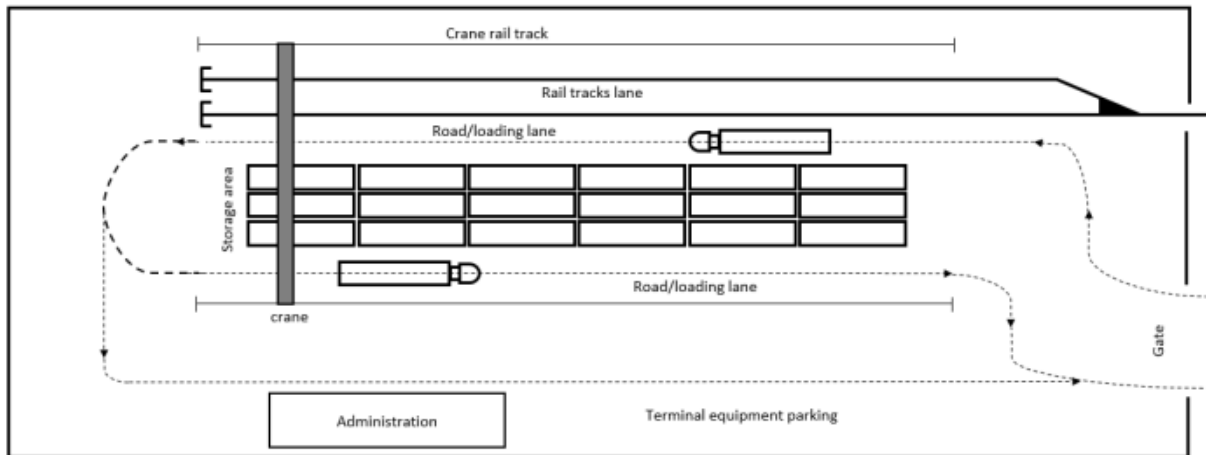 Crane rail track
Rail tracks lane
Road/loading lane
Storage area
Road/loading lane
crane
Gate
Administration
Terminal equipment parking